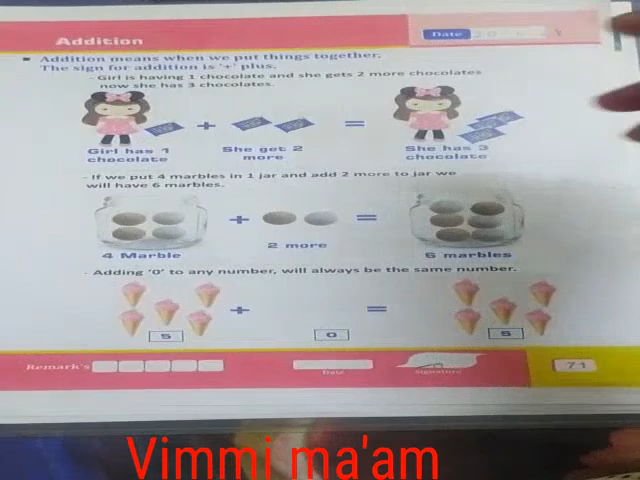 Addition
Date
Addition means when we put things together.
The sign for addition is '+' plus.
- Girl is having 1 chocolate and she gets 2 more chocolates
now she has 3 chocolates.
+ =
Girl has 1
chocolate
She get 2
more
She has 3
chocolate
- If we put 4 marbles in 1 jar and add 2 more to jar we
will have 6 marbles.
+ =
4 Marble
2 more
6 marbles
- Adding '0' to any number, will always be the same number.
+ =
5 0 5
Remark's
Date
Signature
71
Vimmi ma'am